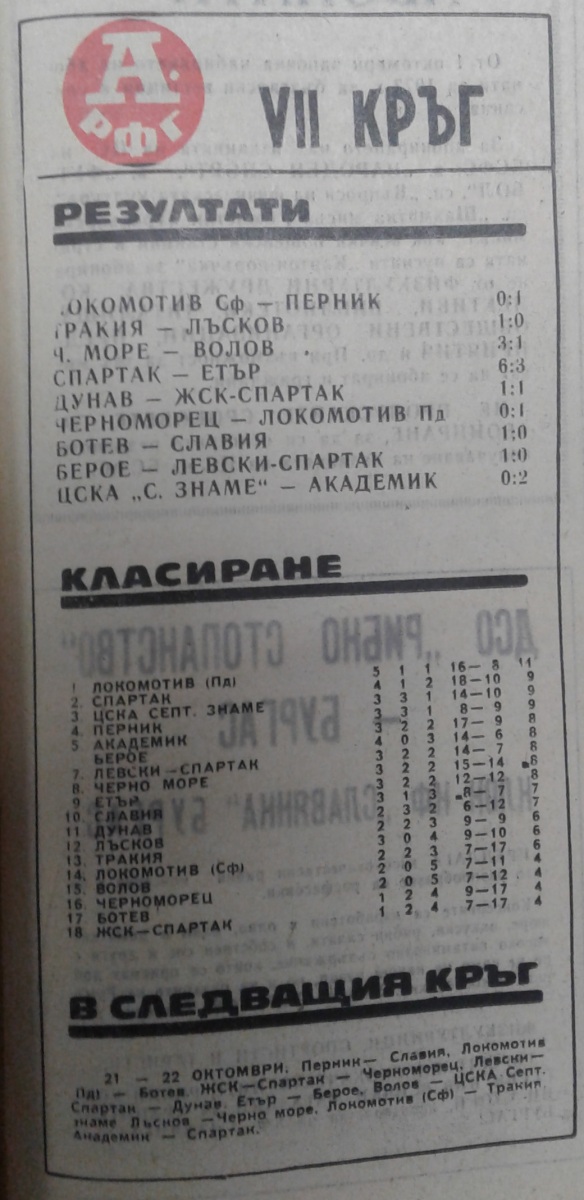 А.
РФГ
VII КРЪГ
РЕЗУЛТАТИ
ЛОКОМОТИВ Сф — ПЕРНИК 0:1
ТРАКИЯ — ЛЪСКОВ 1:0
Ч. МОРЕ — ВОЛОВ 3:1
СПАРТАК — ЕТЪР 6:3
ДУНАВ — ЖСК-СПАРТАК 1:1
ЧЕРНОМОРЕЦ — ЛОКОМОТИВ Пд 0:1
БОТЕВ — СЛАВИЯ 1:0
БЕРОЕ — ЛЕВСКИ-СПАРТАК 1:0
ЦСКА „С. ЗНАМЕ" — АКАДЕМИК 0:2
КЛАСИРАНЕ
1 ЛОКОМОТИВ (Пд) 5 1 1 16— 8 11
2. СПАРТАК 4 1 2 18—10 9
3 ЦСКА СЕПТ. ЗНАМЕ 3 3 1 14—10 9
4. ПЕРНИК 3 3 1 8— 9 9
5 АКАДЕМИК 3 2 2 17— 9 8
БЕРОЕ 4 0 3 14— 6 8
7. ЛЕВСКИ—СПАРТАК 3 2 2 14— 7 8
8. ЧЕРНО МОРЕ 3 2 2 15—14 8
9 ЕТЪР 3 2 2 12—12 8
10. СЛАВИЯ 3 1 3 8— 7 7
11 ДУНАВ 2 3 2 6—12 7
12 ЛЪСКОВ 2 2 3 9— 9 6
13. ТРАКИЯ 3 0 4 9—10 6
14. ЛОКОМОТИВ (Сф) 2 2 3 7—17 6
15. ВОЛОВ 2 0 5 7—11 4
16. ЧЕРНОМОРЕЦ 2 0 5 7—12 4
17. БОТЕВ 1 2 4 9—17 4
18 ЖСК—СПАРТАК 1 2 4 7—17 4
В СЛЕДВАЩИЯ КРЪГ
21 — 22 ОКТОМВРИ. Перник— Славия, Локомотив
Пд) — Ботев, ЖСК—Спартак — Черноморец, Левски—
Спартак — Дунав, Етър — Берое, Волов — ЦСКА Септ.
знаме Лъсков —Черно море, Локомотив (Сф) — Тракия,
Академик — Спартак.